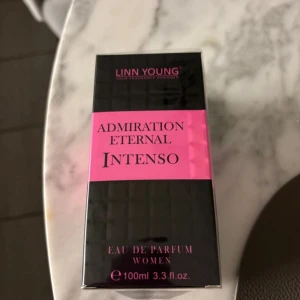 LINN YOUNG
ADMIRATION
ETERNAL
INTENSO
EAU DE PARFUM
WOMEN
℮100ml 3.3 fl.oz.